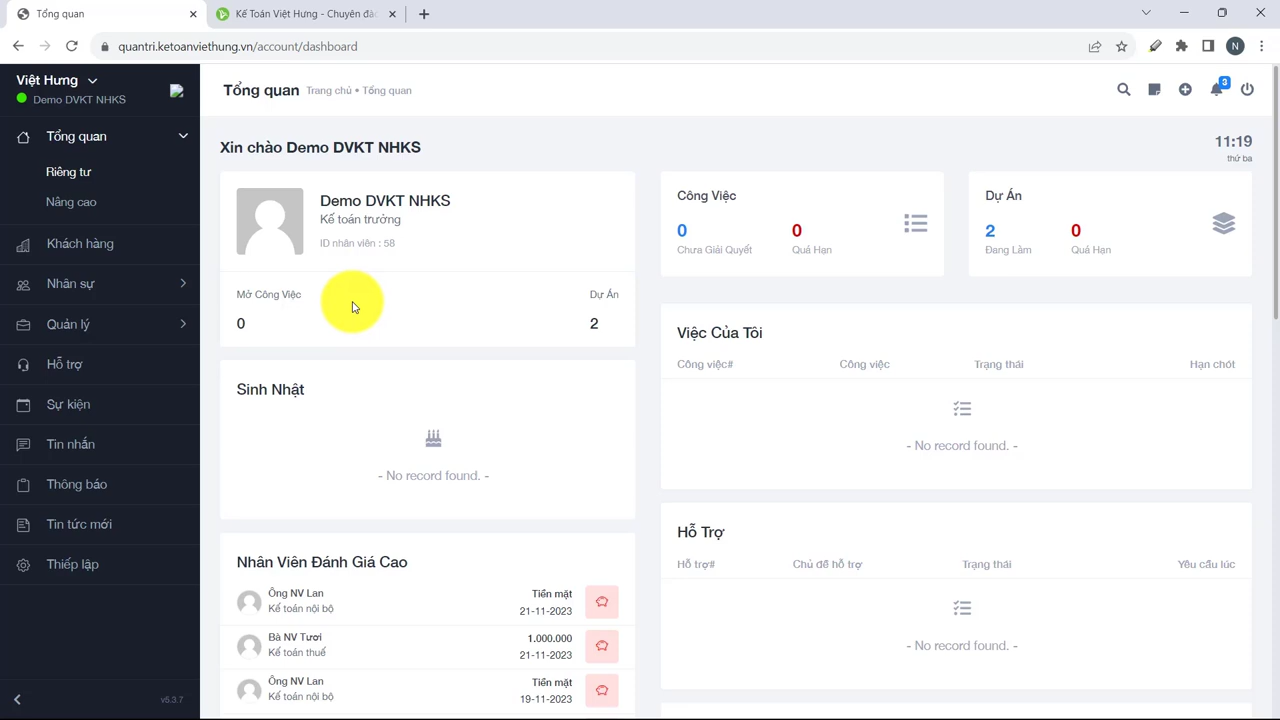 Tổng quan
Kế Toán Việt Hưng - Chuyên đào
quantri.ketoanviethung.vn/account/dashboard
N
Việt Hưng
Demo DVKT NHKS
Tổng quan
Riêng tư
Nâng cao
Khách hàng
Nhân sự
Quản lý
Hỗ trợ
Sự kiện
Tin nhắn
Thông báo
Tin tức mới
Thiếp lập
v5.3.7
Tổng quan Trang chủ • Tổng quan
3
Xin chào Demo DVKT NHKS
11:19
thứ ba
Demo DVKT NHKS
Kế toán trưởng
ID nhân viên : 58
Mở Công Việc Dự Án
0 2
Công Việc
0 0
Chưa Giải Quyết Quá Hạn
Dự Án
2 0
Đang Làm Quá Hạn
Sinh Nhật
- No record found. -
Việc Của Tôi
Công việc# Công việc Trạng thái Hạn chót
- No record found. -
Nhân Viên Đánh Giá Cao
Ông NV Lan Tiền mặt
Kế toán nội bộ 21-11-2023
Bà NV Tươi 1.000.000
Kế toán thuế 21-11-2023
Ông NV Lan Tiền mặt
Kế toán nội bộ 19-11-2023
Hỗ Trợ
Hỗ trợ# Chủ đề hỗ trợ Trạng thái Yêu cầu lúc
- No record found. -